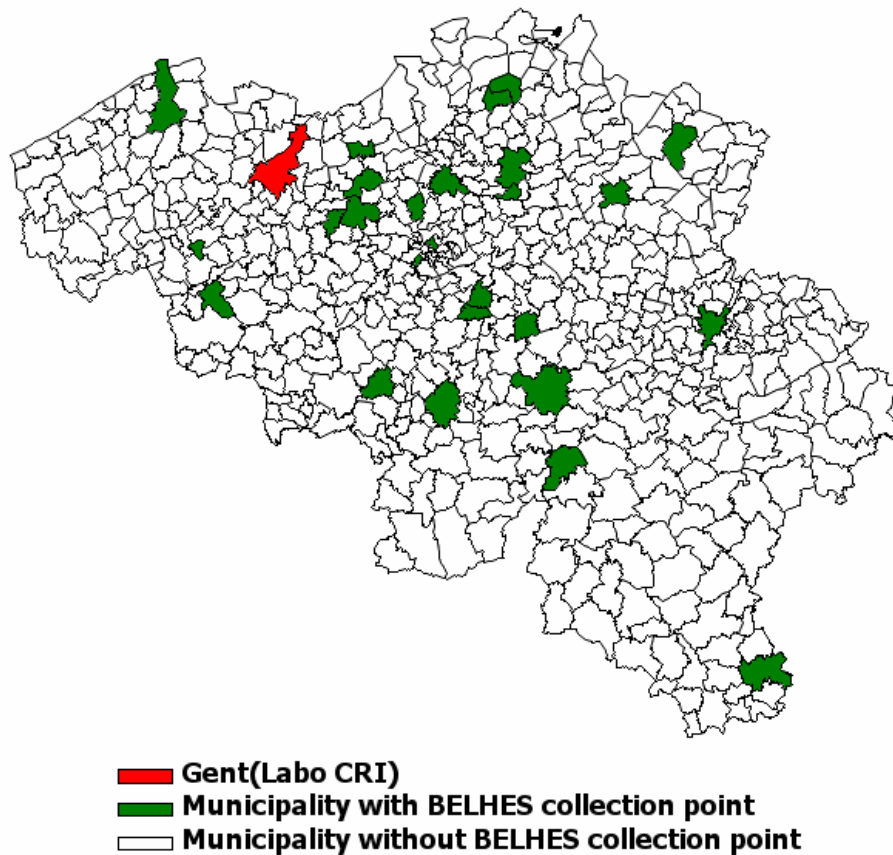 Gent(Labo CRI)
Municipality with BELHES collection point
Municipality without BELHES collection point